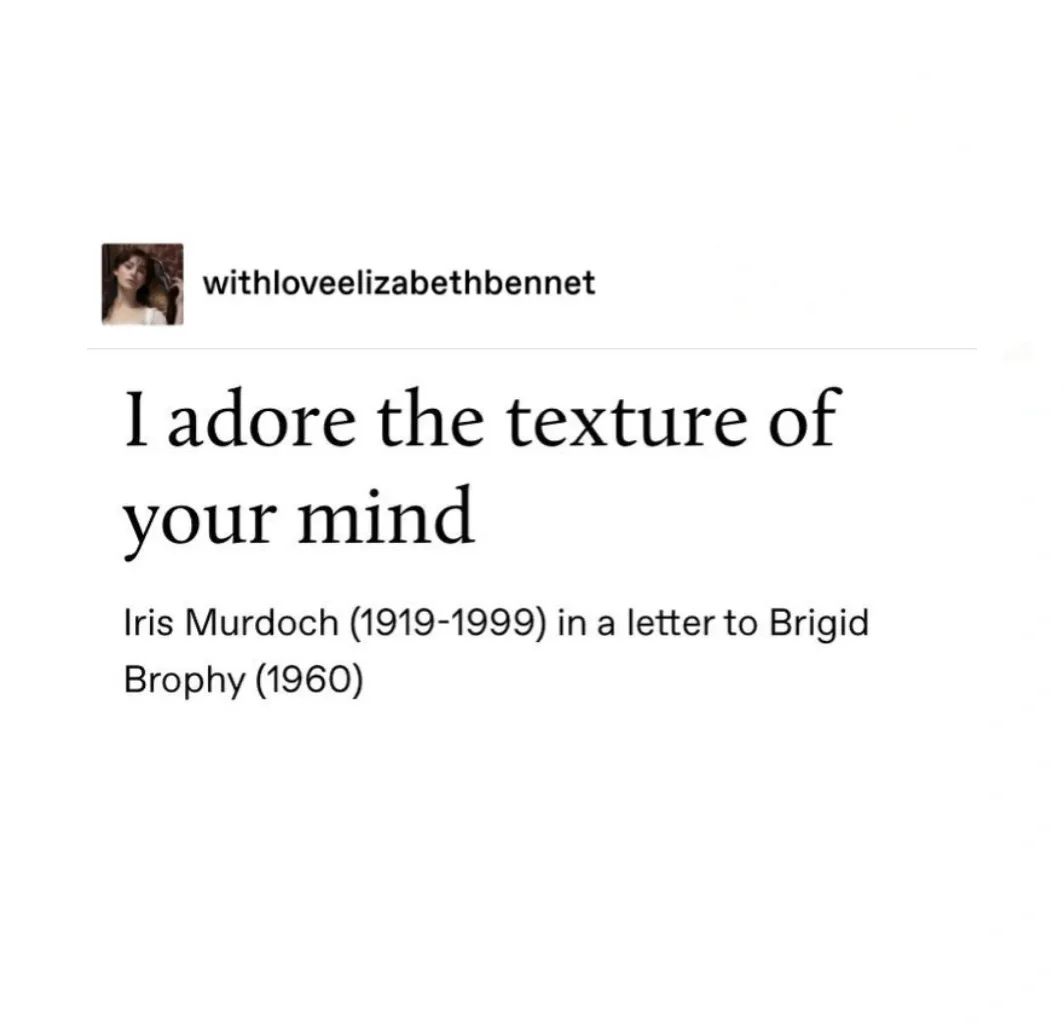 withloveelizabethbennet
I adore the texture of
your mind
Iris Murdoch (1919-1999) in a letter to Brigid
Brophy (1960)